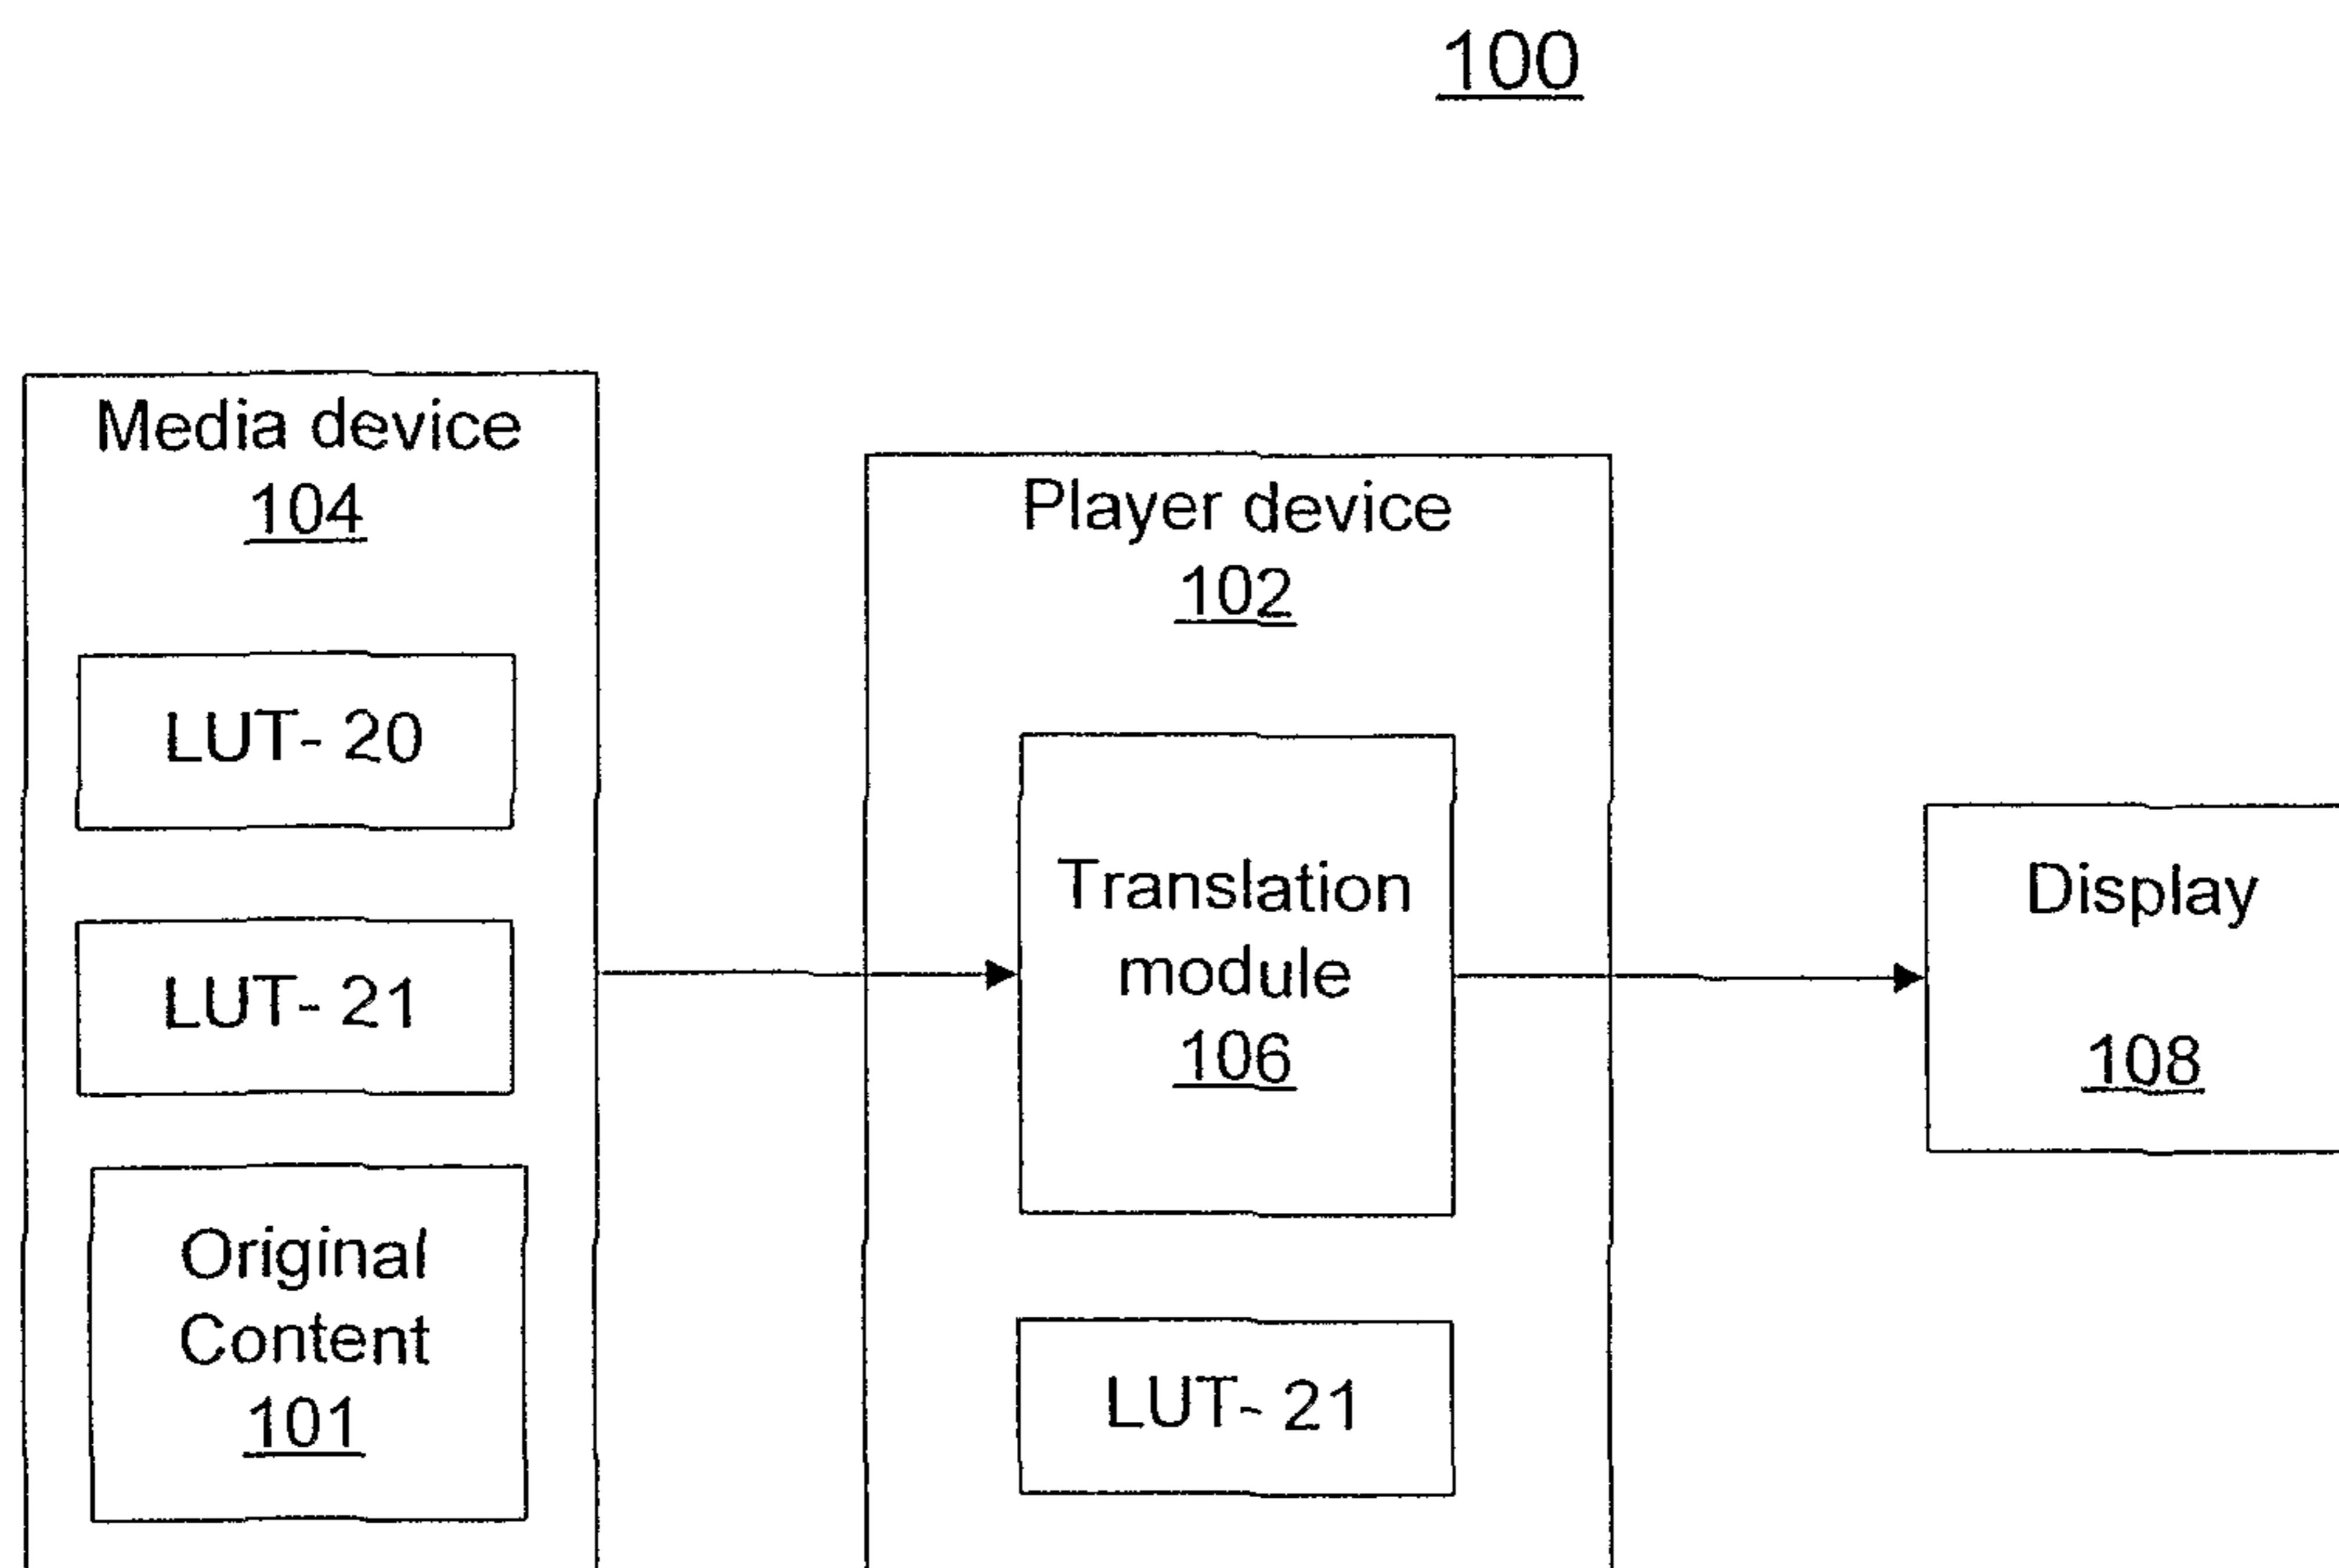 100
Media device
104
LUT- 20
LUT- 21
Original
Content
101
Player device
102
Translation
module
106
LUT- 21
Display
108